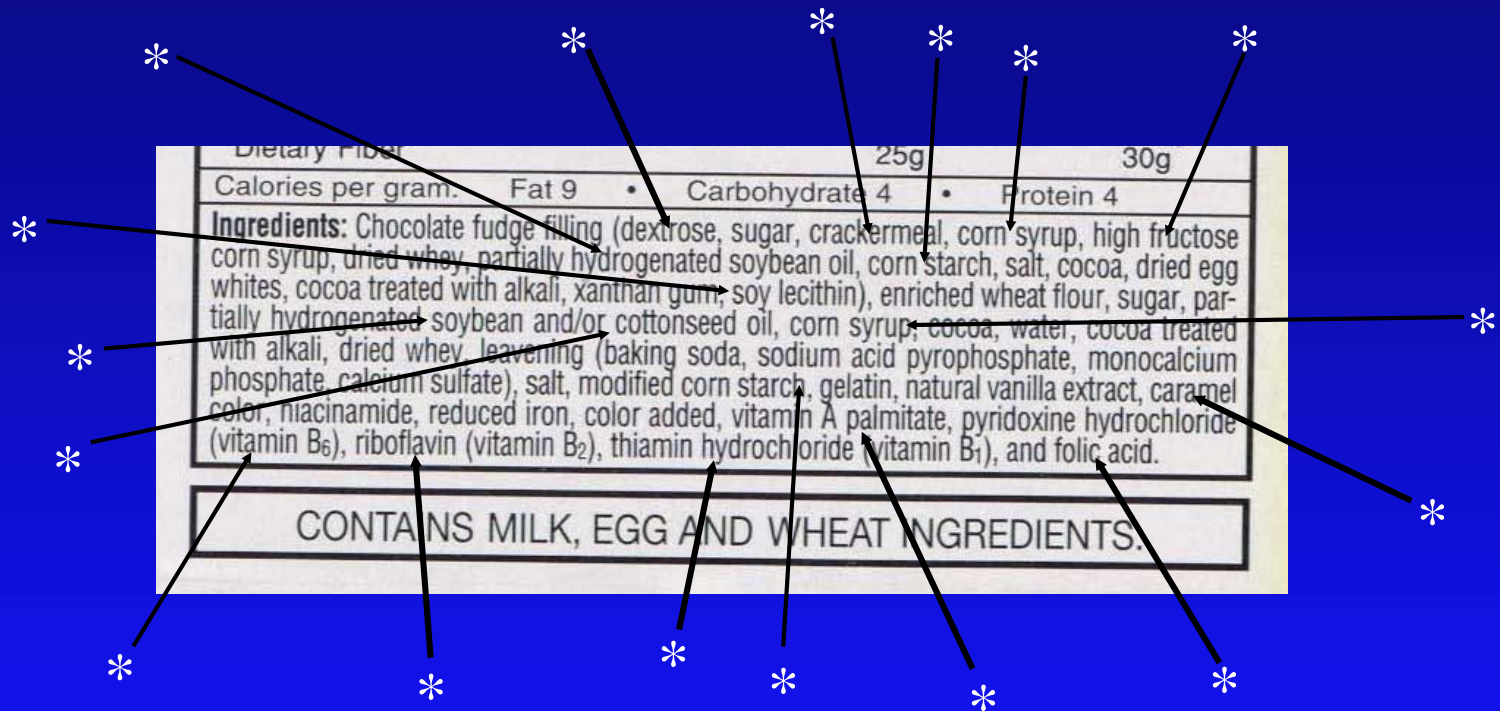 * * * * * *
Dietary Fiber 25g 30g
Calories per gram: Fat 9 • Carbohydrate 4 • Protein 4
Ingredients: Chocolate fudge filling (dextrose, sugar, crackermeal, corn syrup, high fructose
corn syrup, dried whey, partially hydrogenated soybean oil, corn starch, salt, cocoa, dried egg
whites, cocoa treated with alkali, xanthan gum, soy lecithin), enriched wheat flour, sugar, par-
tially hydrogenated soybean and/or cottonseed oil, corn syrup, cocoa, water, cocoa treated
with alkali, dried whey, leavening (baking soda, sodium acid pyrophosphate, monocalcium
phosphate, calcium sulfate), salt, modified corn starch, gelatin, natural vanilla extract, caramel
color, niacinamide, reduced iron, color added, vitamin A palmitate, pyridoxine hydrochloride
(vitamin B6), riboflavin (vitamin B2), thiamin hydrochloride (vitamin B1), and folic acid.
CONTAINS MILK, EGG AND WHEAT INGREDIENTS.
* * * * * *